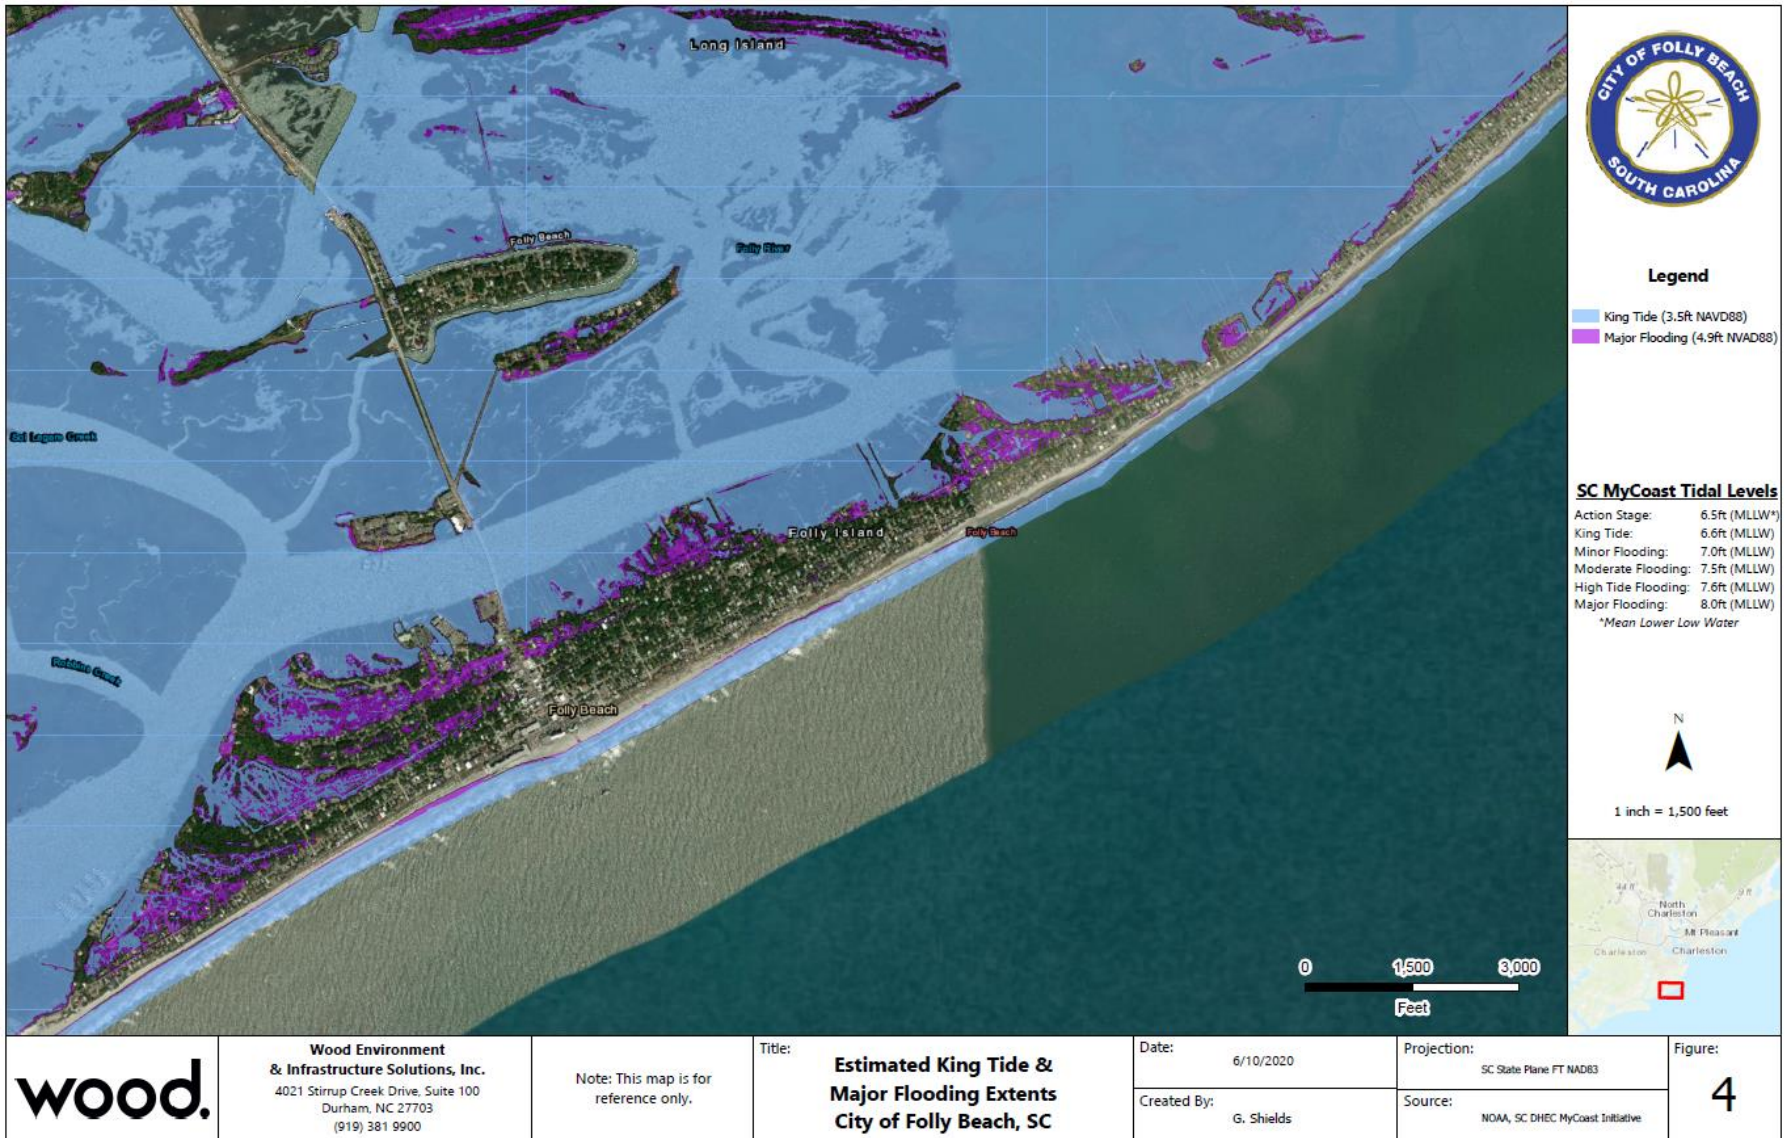 Long Island
Folly Beach
Folly River
Sol Legare Creek
Folly Island
Folly Beach
Robbins Creek
Folly Beach
0 1,500 3,000
Feet
CITY OF FOLLY BEACH
SOUTH CAROLINA
Legend
King Tide (3.5ft NAVD88)
Major Flooding (4.9ft NVAD88)
SC MyCoast Tidal Levels
Action Stage: 6.5ft (MLLW*)
King Tide: 6.6ft (MLLW)
Minor Flooding: 7.0ft (MLLW)
Moderate Flooding: 7.5ft (MLLW)
High Tide Flooding: 7.6ft (MLLW)
Major Flooding: 8.0ft (MLLW)
*Mean Lower Low Water
N
1 inch = 1,500 feet
North
Charleston
Mt Pleasant
Charleston
Charleston
wood.
Wood Environment
& Infrastructure Solutions, Inc.
4021 Stirrup Creek Drive, Suite 100
Durham, NC 27703
(919) 381 9900
Note: This map is for
reference only.
Title:
Estimated King Tide &
Major Flooding Extents
City of Folly Beach, SC
Date:
6/10/2020
Created By:
G. Shields
Projection:
SC State Plane FT NAD83
Source:
NOAA, SC DHEC MyCoast Initiative
Figure:
4